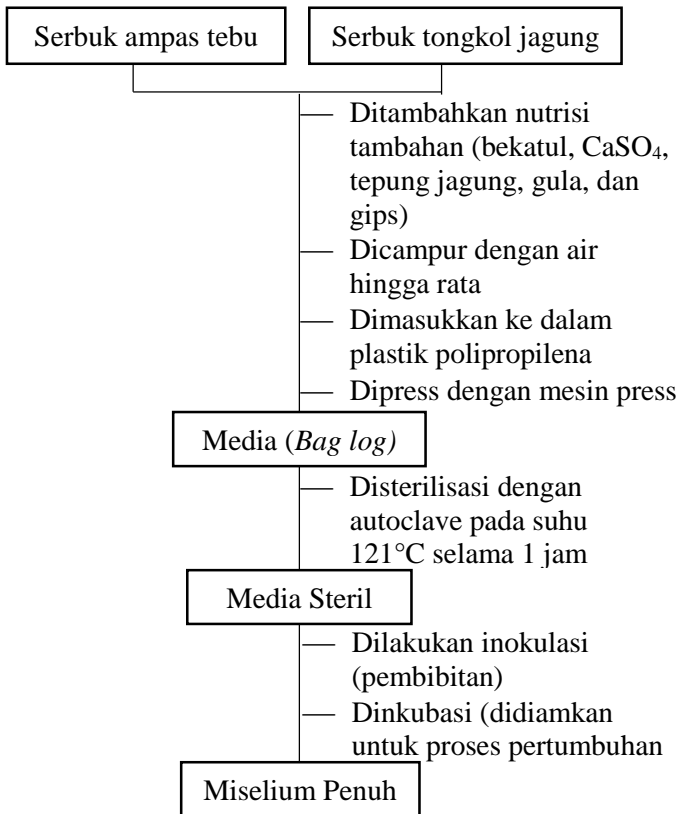 Serbuk ampas tebu
Serbuk tongkol jagung
Ditambahkan nutrisi
tambahan (bekatul, CaSO₄,
tepung jagung, gula, dan
gips)
Dicampur dengan air
hingga rata
Dimasukkan ke dalam
plastik polipropilena
Dipress dengan mesin press
Media (Bag log)
Disterilisasi dengan
autoclave pada suhu
121°C selama 1 jam
Media Steril
Dilakukan inokulasi
(pembibitan)
Dinkubasi (didiamkan
untuk proses pertumbuhan
Miselium Penuh